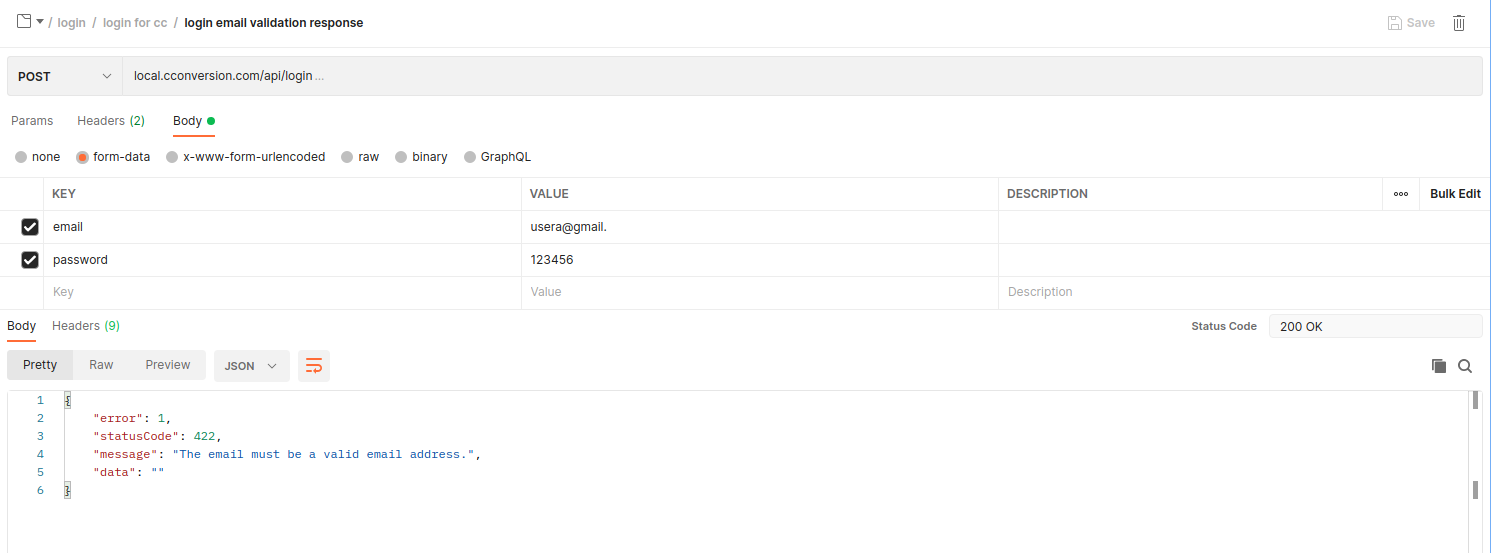 / login / login for cc / login email validation response
Save
POST
local.cconversion.com/api/login ...
Params Headers (2) Body
none form-data x-www-form-urlencoded raw binary GraphQL
KEY VALUE DESCRIPTION ooo Bulk Edit
email usera@gmail.
password 123456
Key Value Description
Body Headers (9) Status Code 200 OK
Pretty Raw Preview JSON
1 {
2 "error": 1,
3 "statusCode": 422,
4 "message": "The email must be a valid email address.",
5 "data": ""
6 }